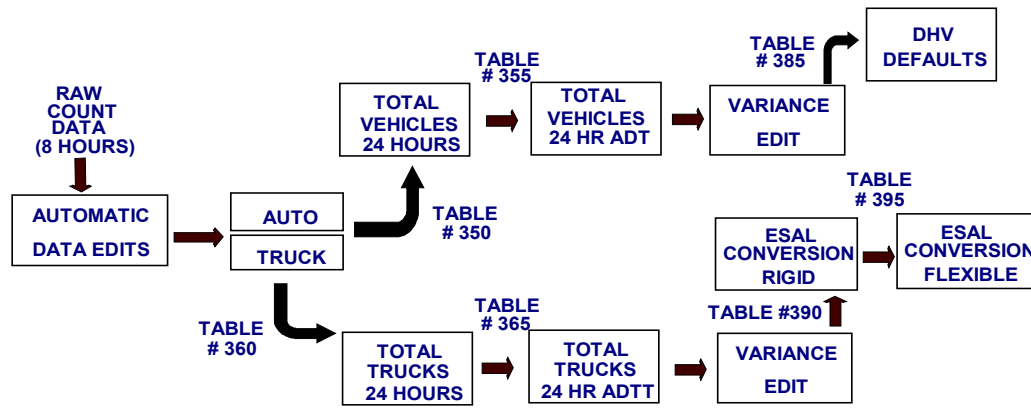 RAW
COUNT
DATA
(8 HOURS)
AUTOMATIC
DATA EDITS
AUTO
TRUCK
TABLE
# 350
TOTAL
VEHICLES
24 HOURS
TABLE
# 355
TOTAL
VEHICLES
24 HR ADT
VARIANCE
EDIT
TABLE
# 385
DHV
DEFAULTS
TABLE
# 360
TOTAL
TRUCKS
24 HOURS
TABLE
# 365
TOTAL
TRUCKS
24 HR ADTT
VARIANCE
EDIT
TABLE #390
ESAL
CONVERSION
RIGID
TABLE
# 395
ESAL
CONVERSION
FLEXIBLE